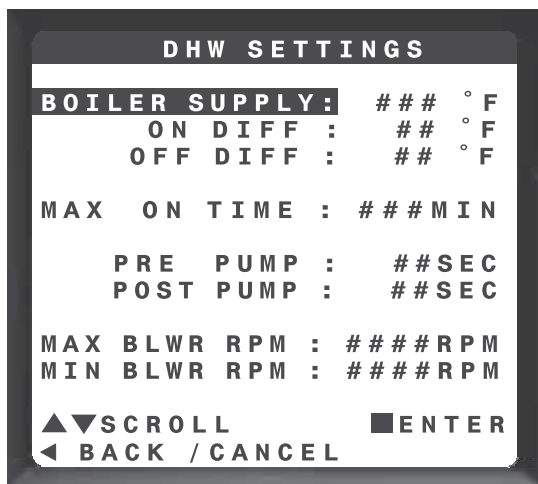 DHW SETTINGS
BOILER SUPPLY: ### °F
ON DIFF : ## °F
OFF DIFF : ## °F
MAX ON TIME : ###MIN
PRE PUMP : ##SEC
POST PUMP : ##SEC
MAX BLWR RPM : ####RPM
MIN BLWR RPM : ####RPM
▲▼SCROLL ■ENTER
◀ BACK /CANCEL